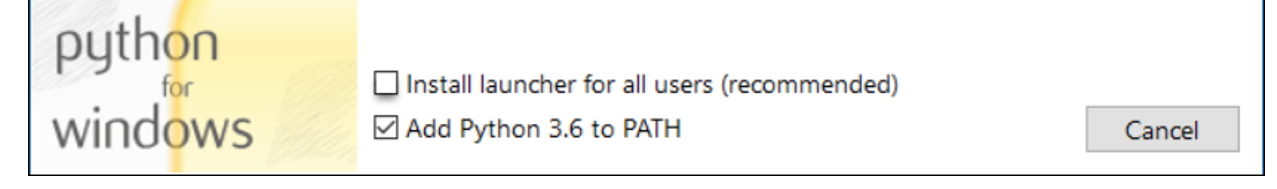 python
for
windows
Install launcher for all users (recommended)
Add Python 3.6 to PATH
Cancel